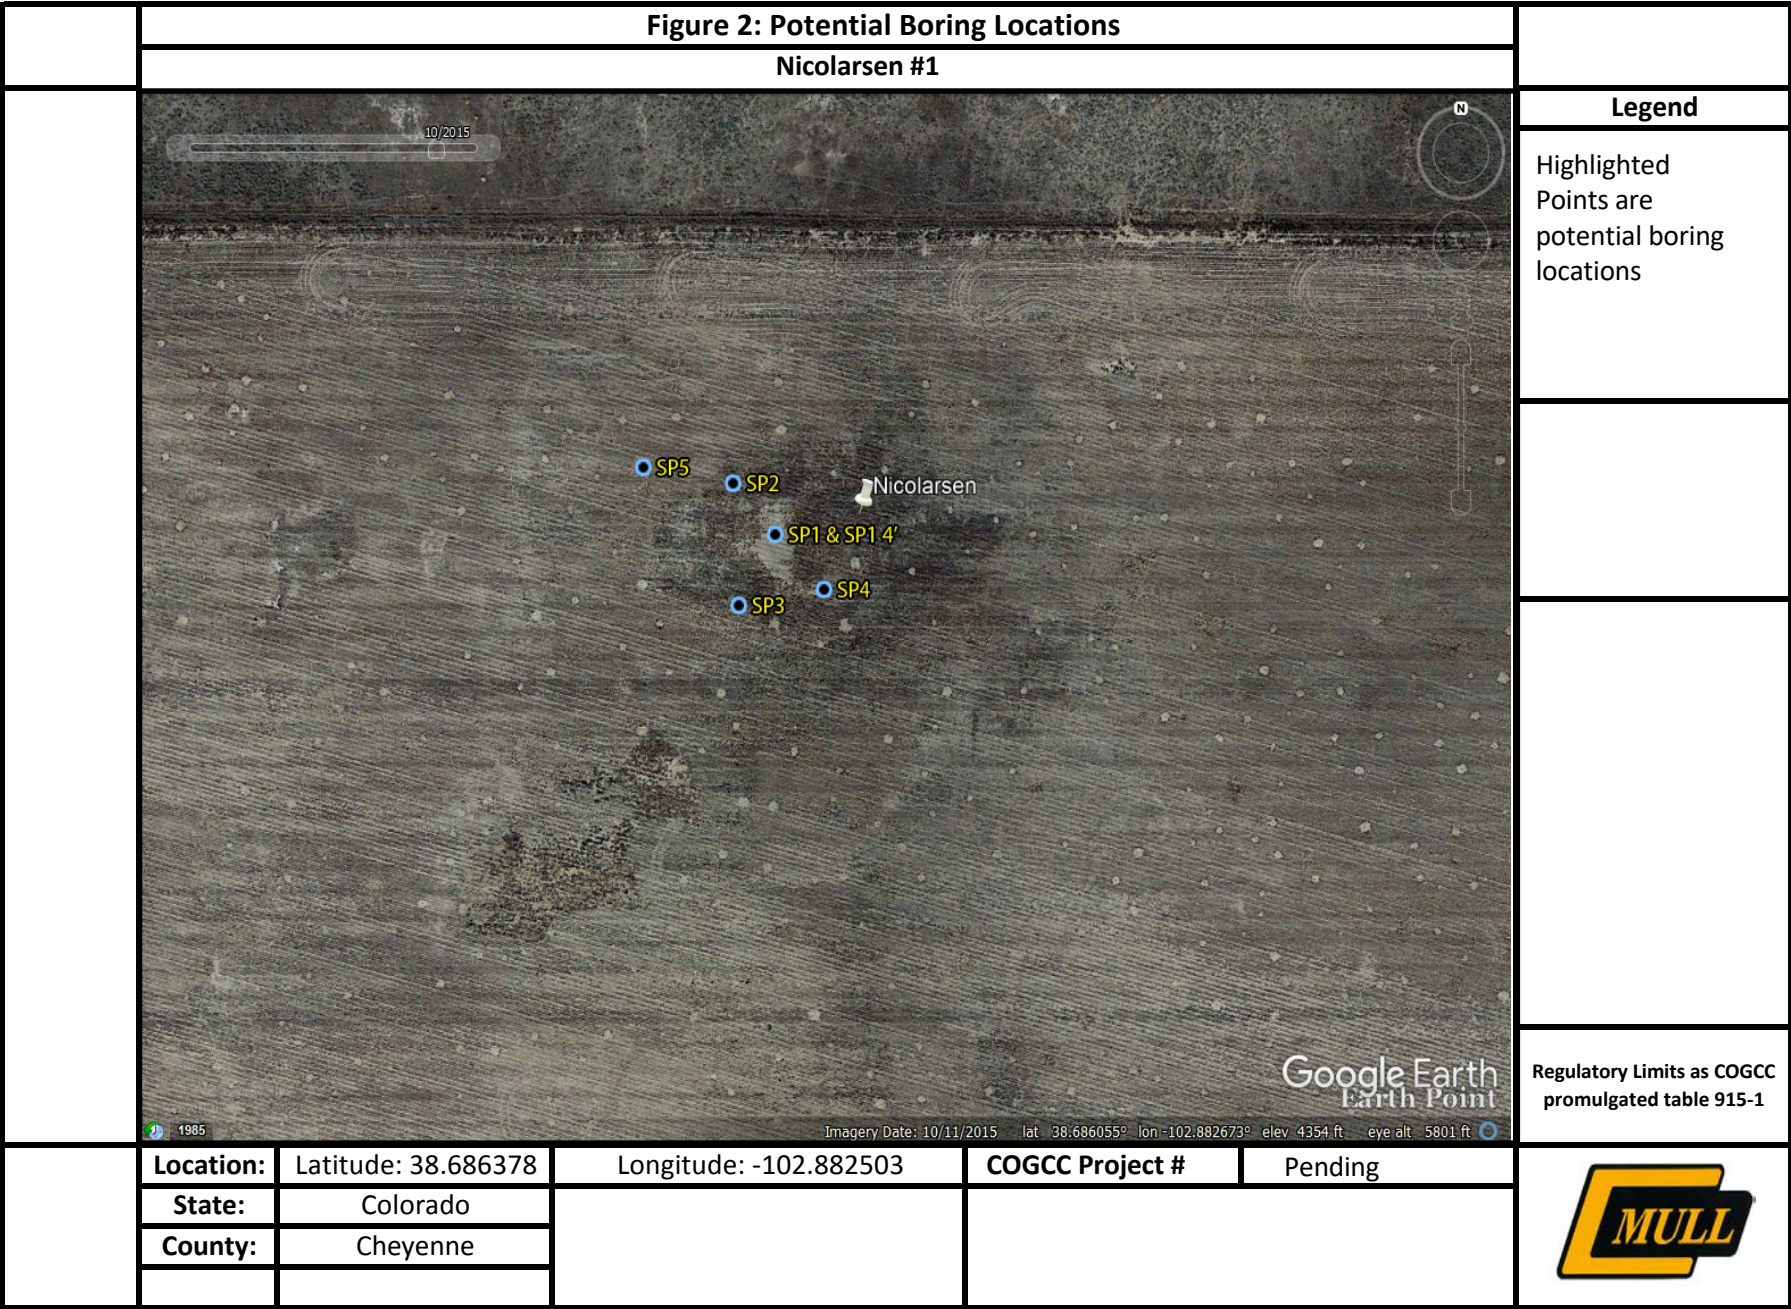 Figure 2: Potential Boring Locations
Nicolarsen #1
10/2015
N
Legend
Highlighted
Points are
potential boring
locations
SP5
SP2
Nicolarsen
SP1 & SP1 4'
SP4
SP3
Google Earth
Earth Point
1985
Imagery Date: 10/11/2015 lat 38.686055° lon -102.882673° elev 4354 ft eye alt 5801 ft
Regulatory Limits as COGCC
promulgated table 915-1
Location: Latitude: 38.686378 Longitude: -102.882503 COGCC Project # Pending
State: Colorado
County: Cheyenne
MULL